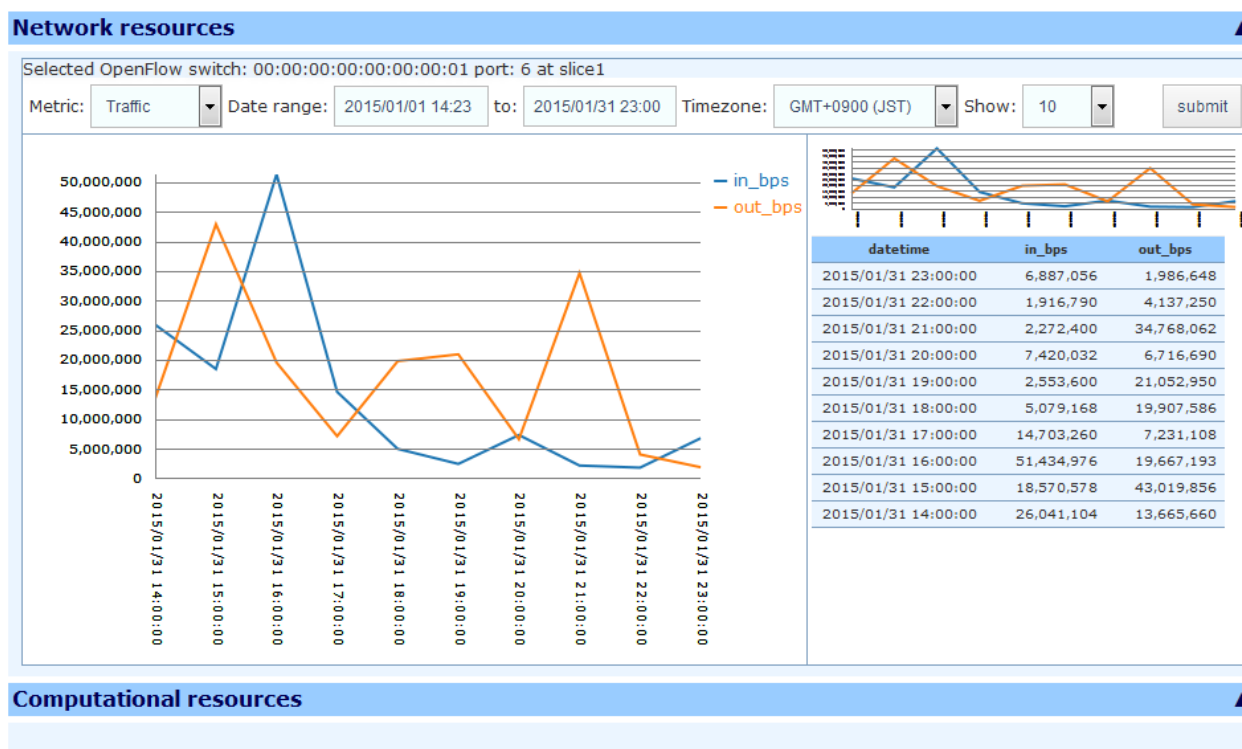 Network resources
Selected OpenFlow switch: 00:00:00:00:00:00:00:01 port: 6 at slice1
Metric: Traffic Date range: 2015/01/01 14:23 to: 2015/01/31 23:00 Timezone: GMT+0900 (JST) Show: 10 submit
50,000,000
45,000,000
40,000,000
35,000,000
30,000,000
25,000,000
20,000,000
15,000,000
10,000,000
5,000,000
0
2015/01/31 14:00:00
2015/01/31 15:00:00
2015/01/31 16:00:00
2015/01/31 17:00:00
2015/01/31 18:00:00
2015/01/31 19:00:00
2015/01/31 20:00:00
2015/01/31 21:00:00
2015/01/31 22:00:00
2015/01/31 23:00:00
in_bps
out_bps
datetime in_bps out_bps
2015/01/31 23:00:00 6,887,056 1,986,648
2015/01/31 22:00:00 1,916,790 4,137,250
2015/01/31 21:00:00 2,272,400 34,768,062
2015/01/31 20:00:00 7,420,032 6,716,690
2015/01/31 19:00:00 2,553,600 21,052,950
2015/01/31 18:00:00 5,079,168 19,907,586
2015/01/31 17:00:00 14,703,260 7,231,108
2015/01/31 16:00:00 51,434,976 19,667,193
2015/01/31 15:00:00 18,570,578 43,019,856
2015/01/31 14:00:00 26,041,104 13,665,660
Computational resources